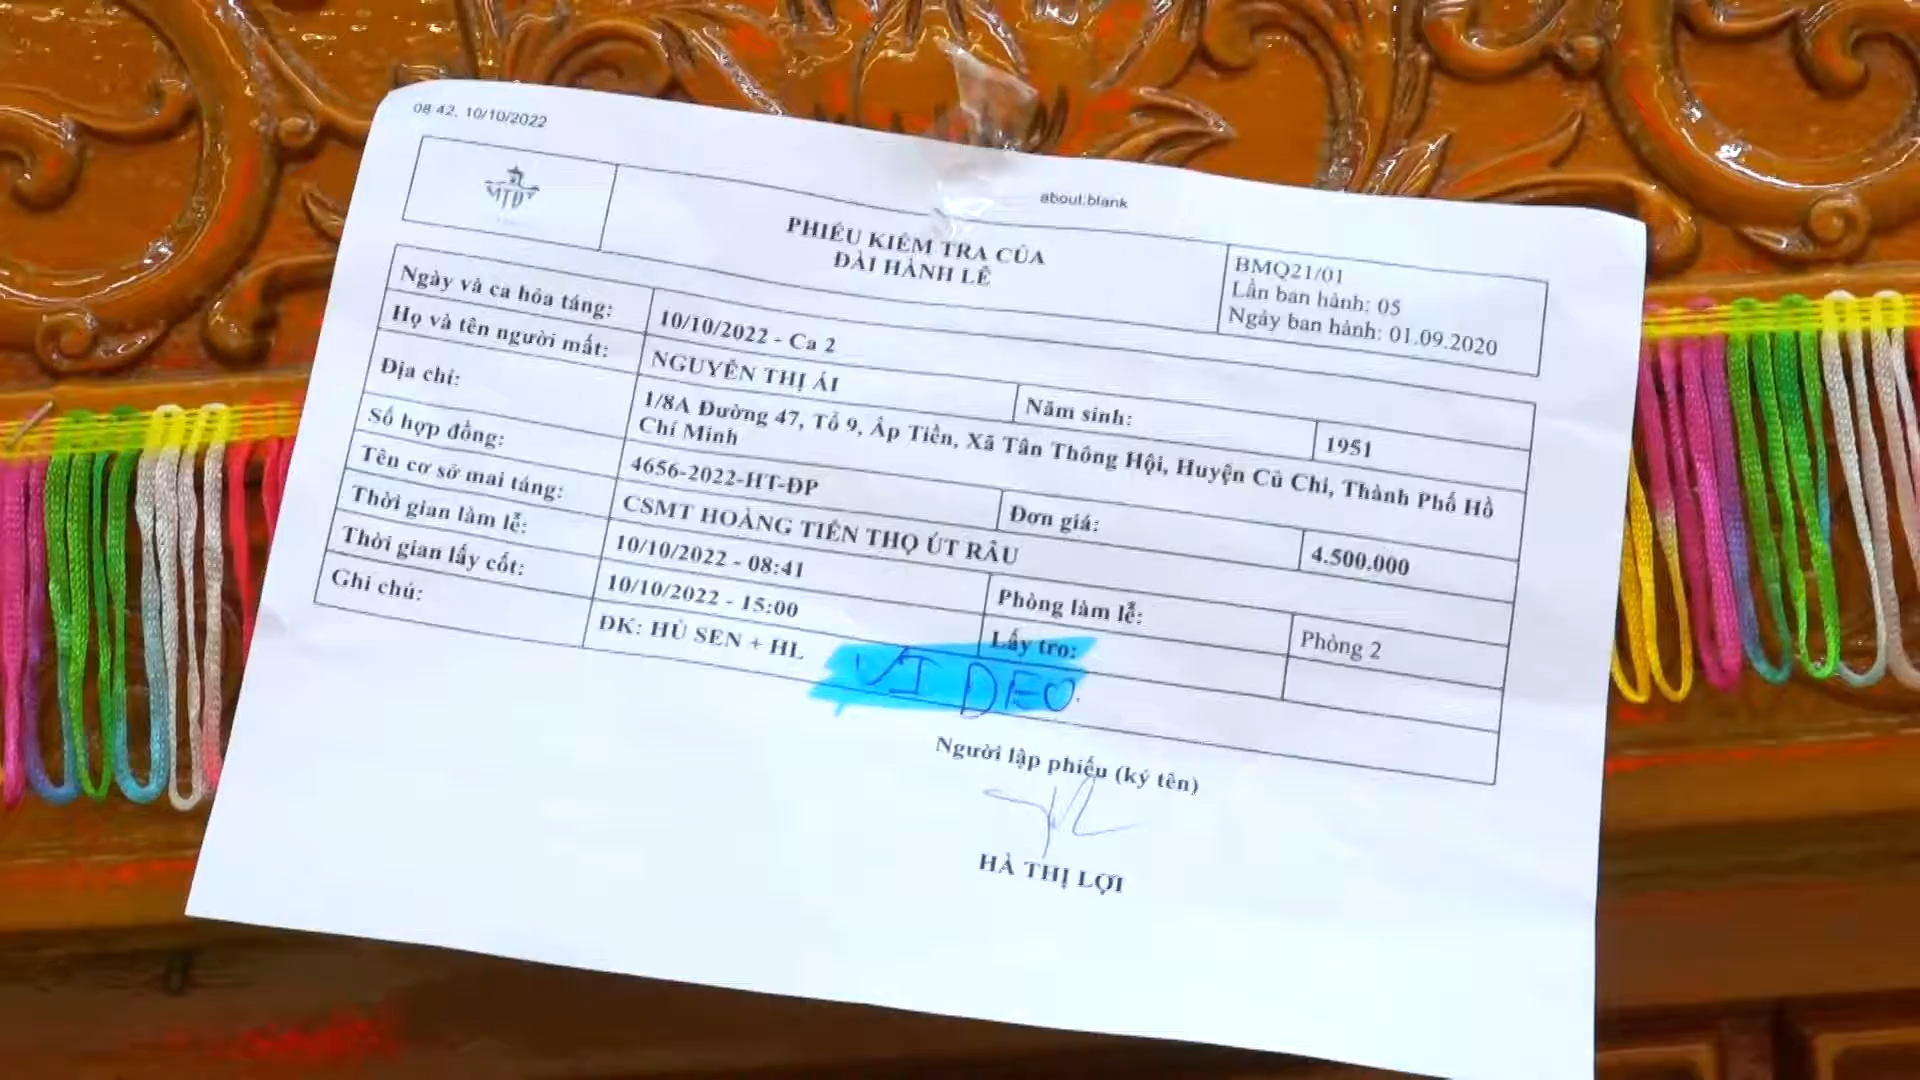 08:42, 10/10/2022
about:blank
MTĐP
PHIẾU KIỂM TRA CỦA
ĐÀI HÀNH LỄ
BMQ21/01
Lần ban hành: 05
Ngày ban hành: 01.09.2020
Ngày và ca hỏa táng: 10/10/2022 - Ca 2
Họ và tên người mất: NGUYỄN THỊ ÁI Năm sinh: 1951
Địa chỉ: 1/8A Đường 47, Tổ 9, Ấp Tiền, Xã Tân Thông Hội, Huyện Củ Chi, Thành Phố Hồ
Chí Minh
Số hợp đồng: 4656-2022-HT-ĐP Đơn giá: 4.500.000
Tên cơ sở mai táng: CSMT HOÀNG TIẾN THỌ ÚT RÂU
Thời gian làm lễ: 10/10/2022 - 08:41 Phòng làm lễ: Phòng 2
Thời gian lấy cốt: 10/10/2022 - 15:00 Lấy tro:
Ghi chú: ĐK: HỦ SEN + HL VI DEO.
Người lập phiếu (ký tên)
HÀ THỊ LỢI